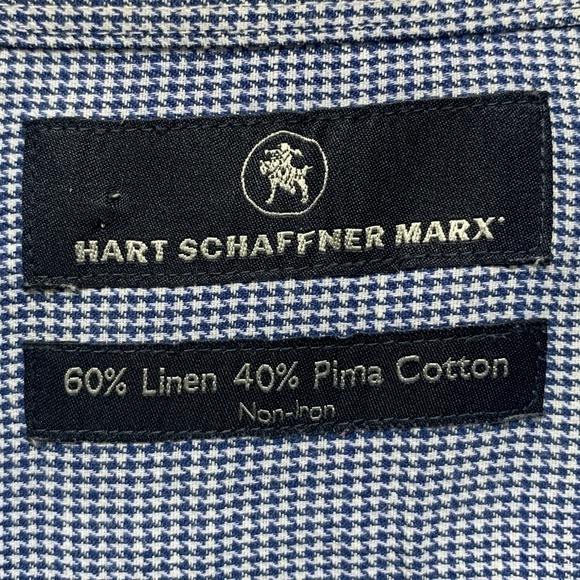 HART SCHAFFNER MARX
60% Linen 40% Pima Cotton
Non-Iron